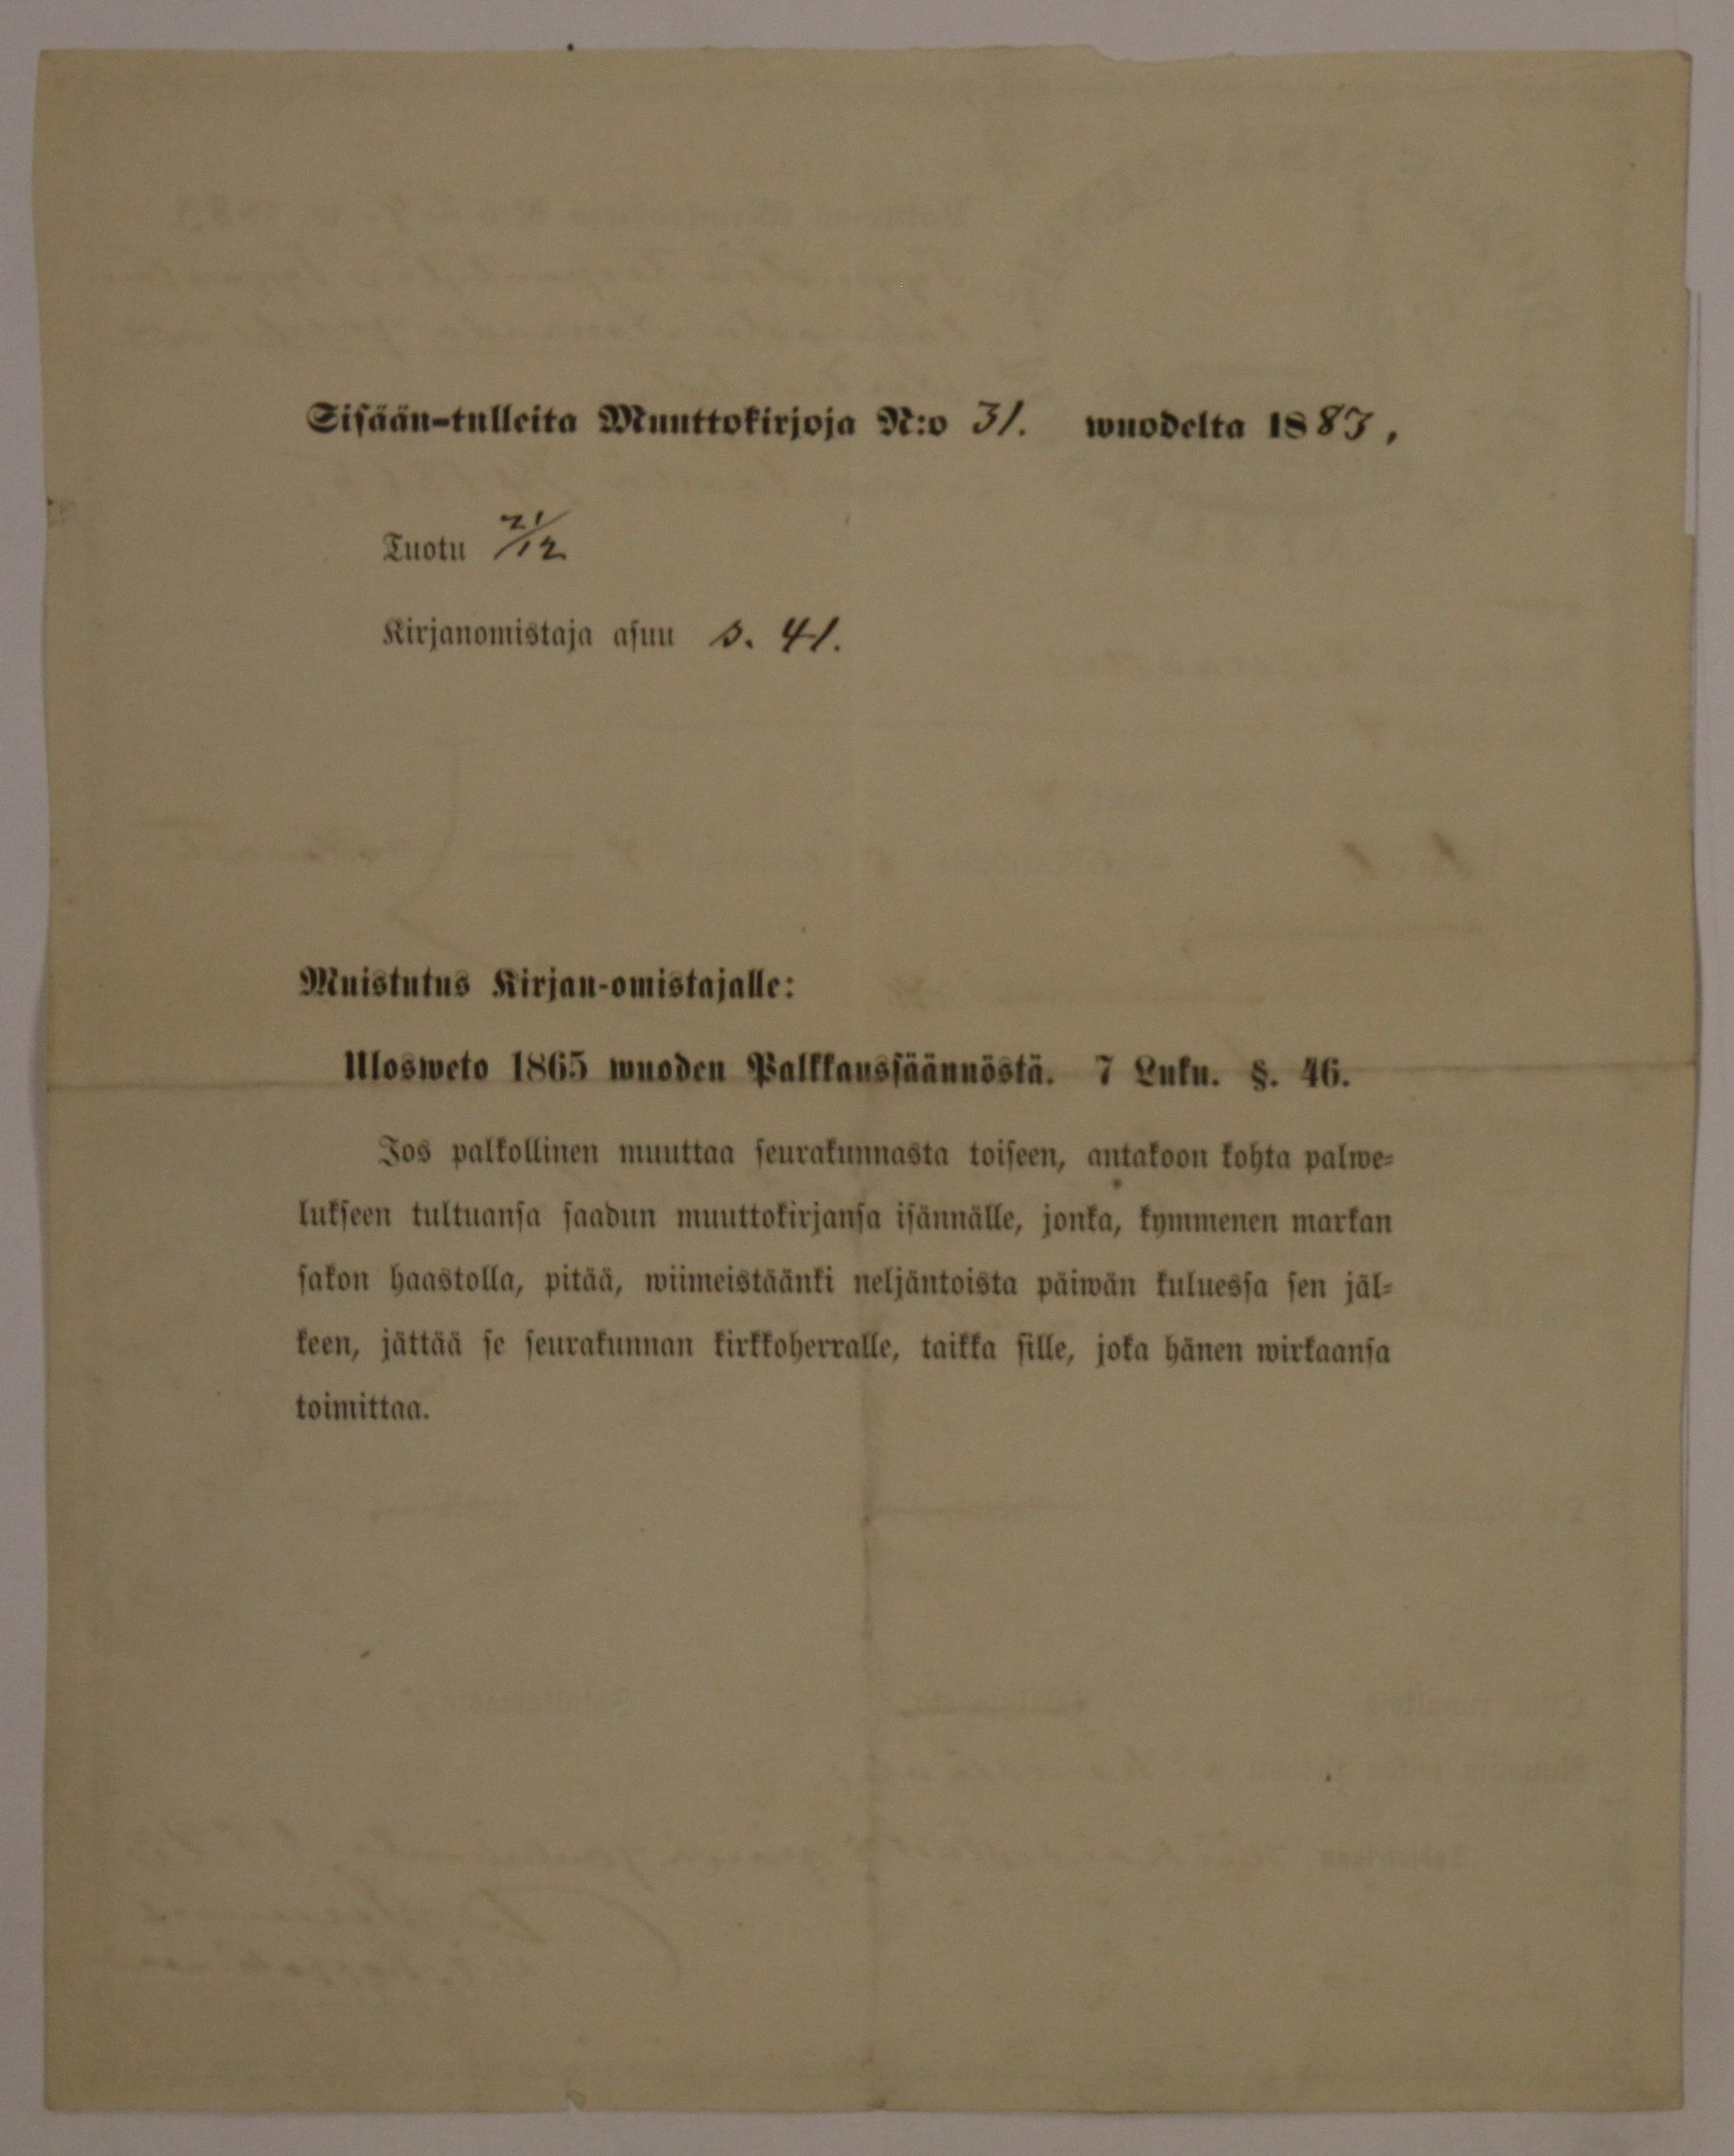 Sisään-tulleita Muuttokirjoja N:o 31. wuodelta 1883,
Tuotu 21/12
Kirjanomistaja asuu s. 41.
Muistutus Kirjan-omistajalle:
Ulosweto 1865 wuoden Palkkaussäännöstä. 7 Luku. §. 46.
Jos palkollinen muuttaa seurakunnasta toiseen, antakoon kohta palwe-
lukseen tultuansa saadun muuttokirjansa isännälle, jonka, kymmenen markan
sakon haastolla, pitää, wiimeistäänki neljäntoista päiwän kuluessa sen jäl-
keen, jättää se seurakunnan kirkkoherralle, taikka sille, joka hänen wirkaansa
toimittaa.